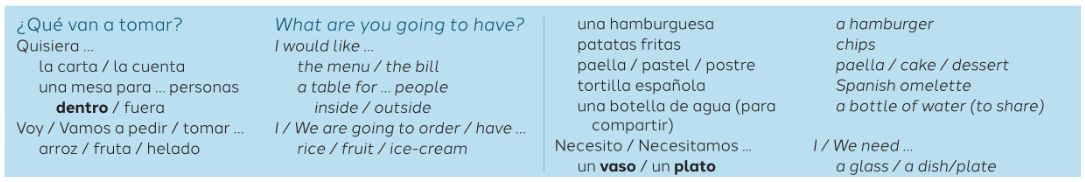 ¿Qué van a tomar? What are you going to have?
Quisiera ... I would like ...
la carta / la cuenta the menu / the bill
una mesa para ... personas a table for ... people
dentro / fuera inside / outside
Voy / Vamos a pedir / tomar ... I / We are going to order / have ...
arroz / fruta / helado rice / fruit / ice-cream
una hamburguesa a hamburger
patatas fritas chips
paella / pastel / postre paella / cake / dessert
tortilla española Spanish omelette
una botella de agua (para a bottle of water (to share)
compartir)
Necesito / Necesitamos ... I / We need ...
un vaso / un plato a glass / a dish/plate